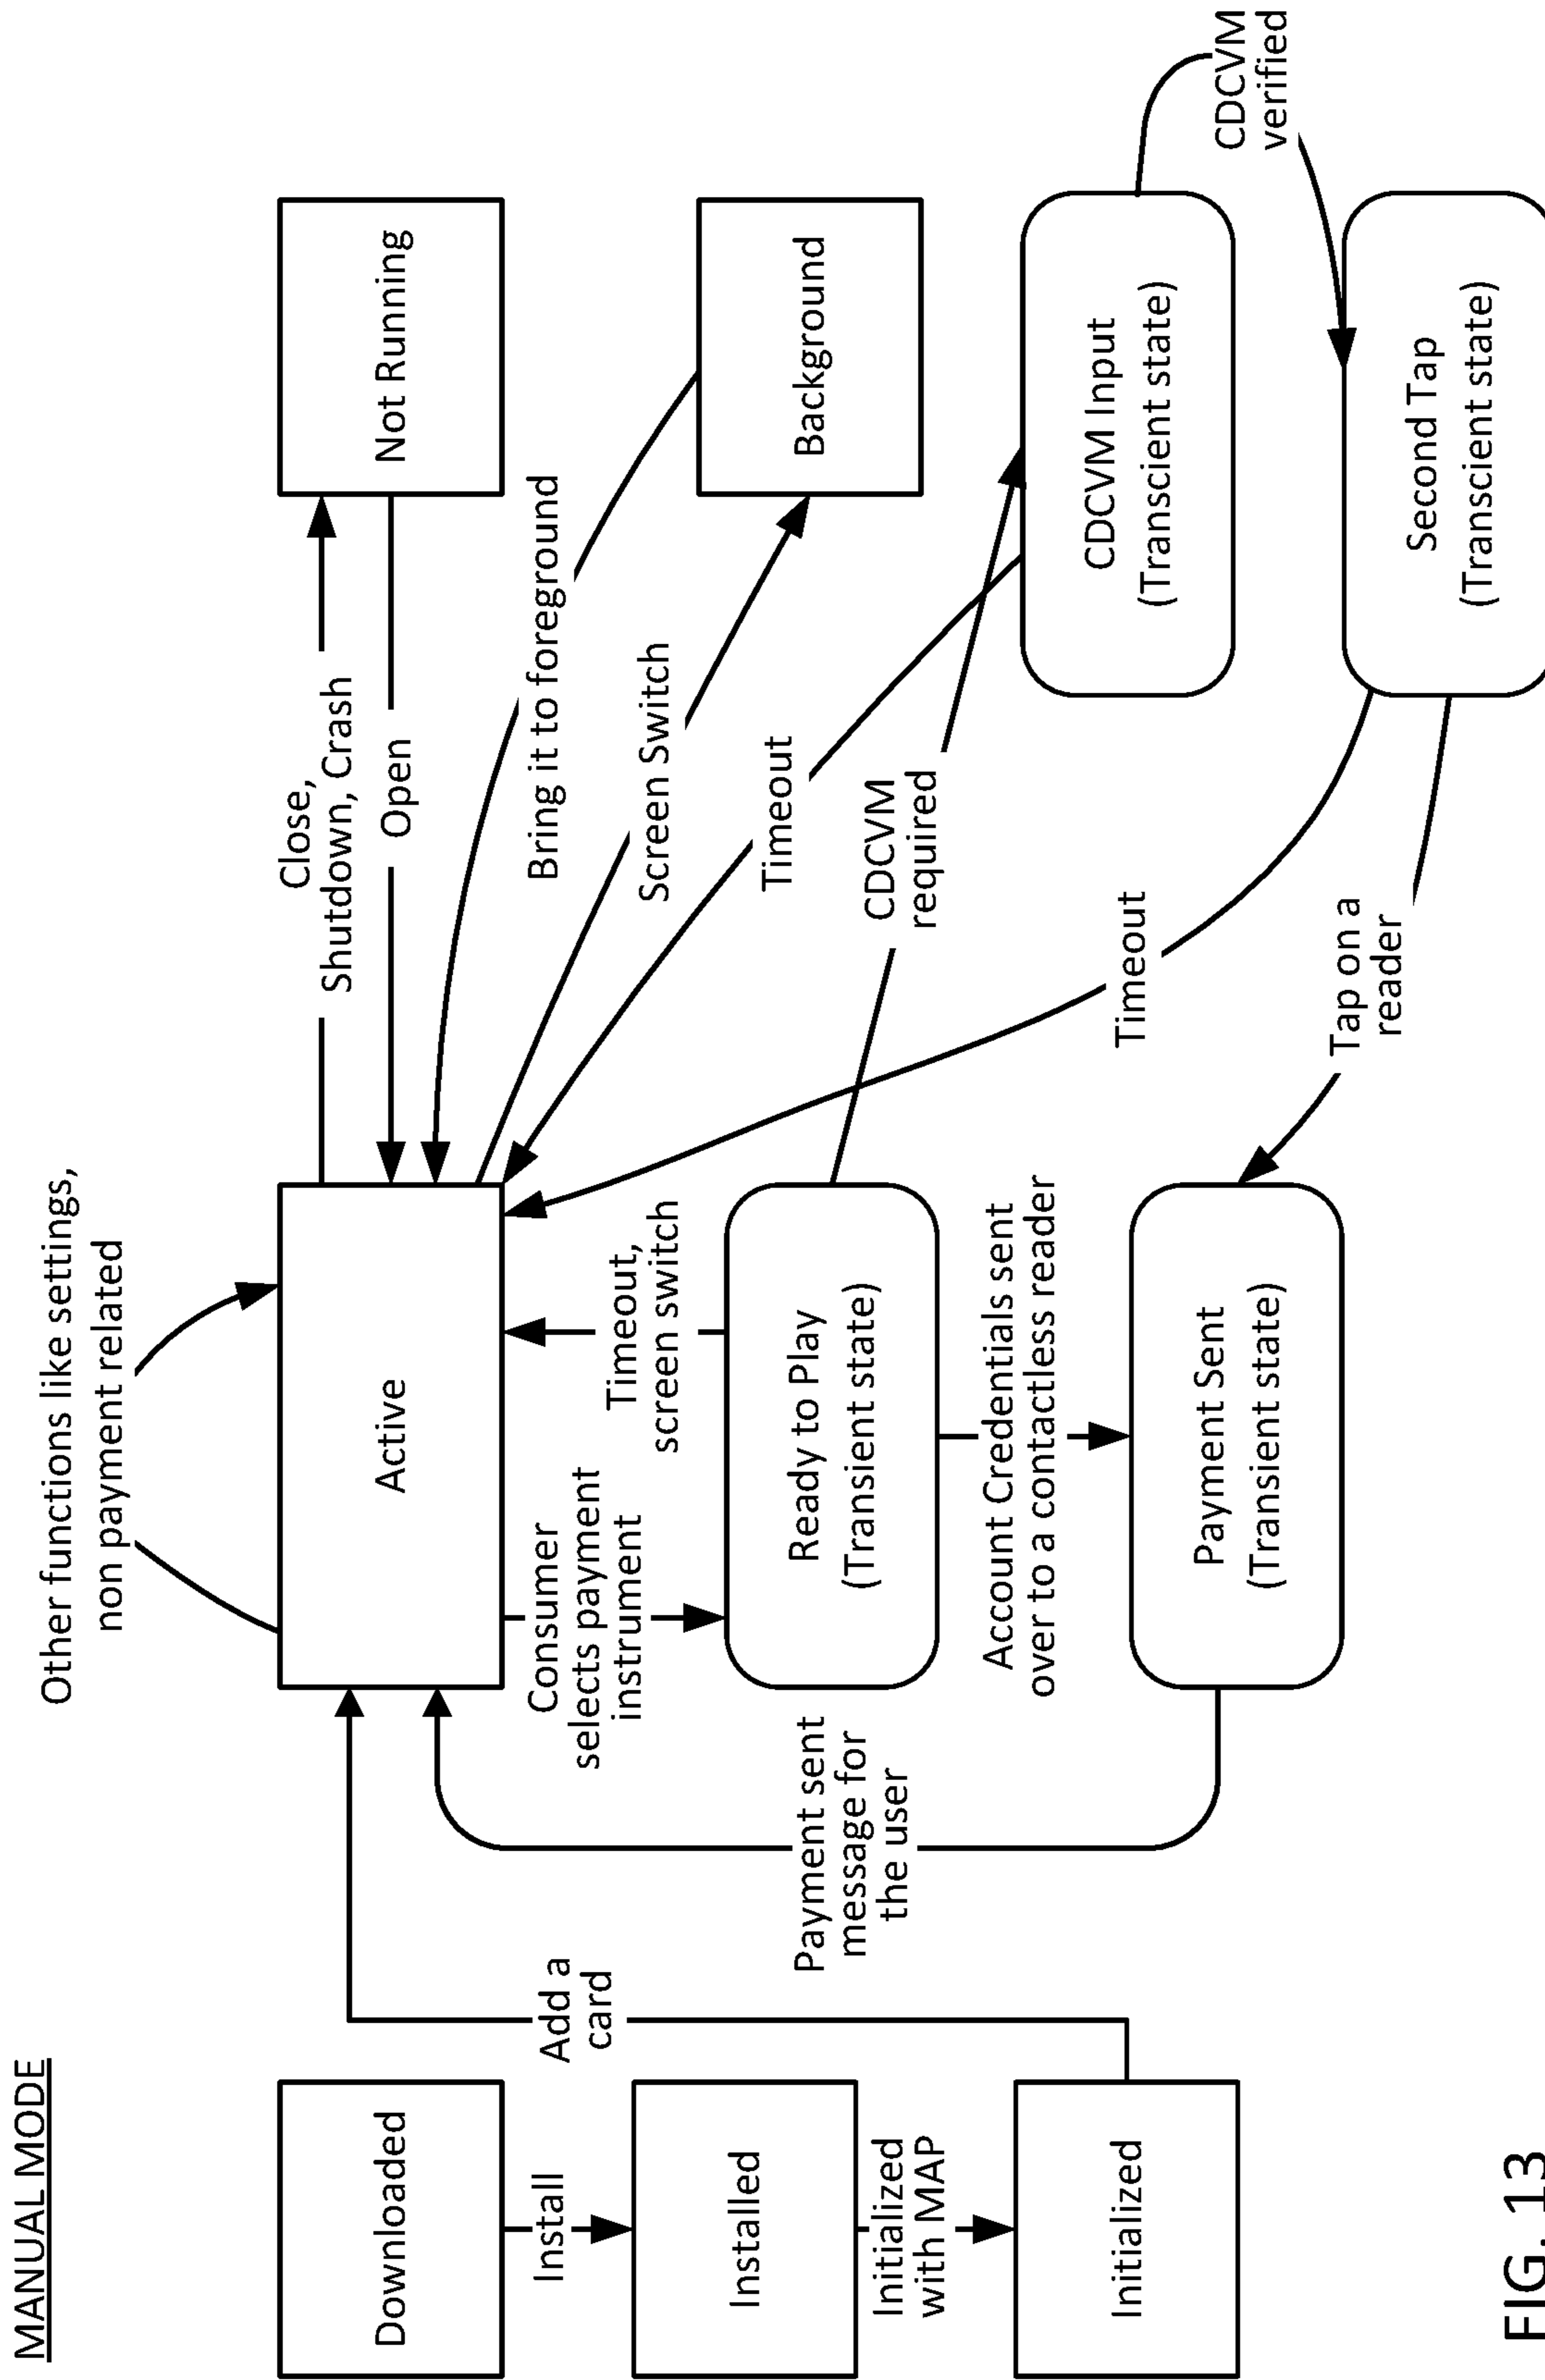 MANUAL MODE
Other functions like settings,
non payment related
Downloaded
Install
Installed
Initialized
with MAP
Initialized
Add a
card
Active
Close,
Shutdown, Crash
Open
Not Running
Bring it to foreground
Screen Switch
Background
Consumer
selects payment
instrument
Timeout,
screen switch
Timeout
Payment sent
message for
the user
Ready to Play
(Transient state)
CDCVM
required
CDCVM Input
(Transcient state)
Account Credentials sent
over to a contactless reader
Timeout
CDCVM
verified
Payment Sent
(Transient state)
Tap on a
reader
Second Tap
(Transcient state)
FIG. 13